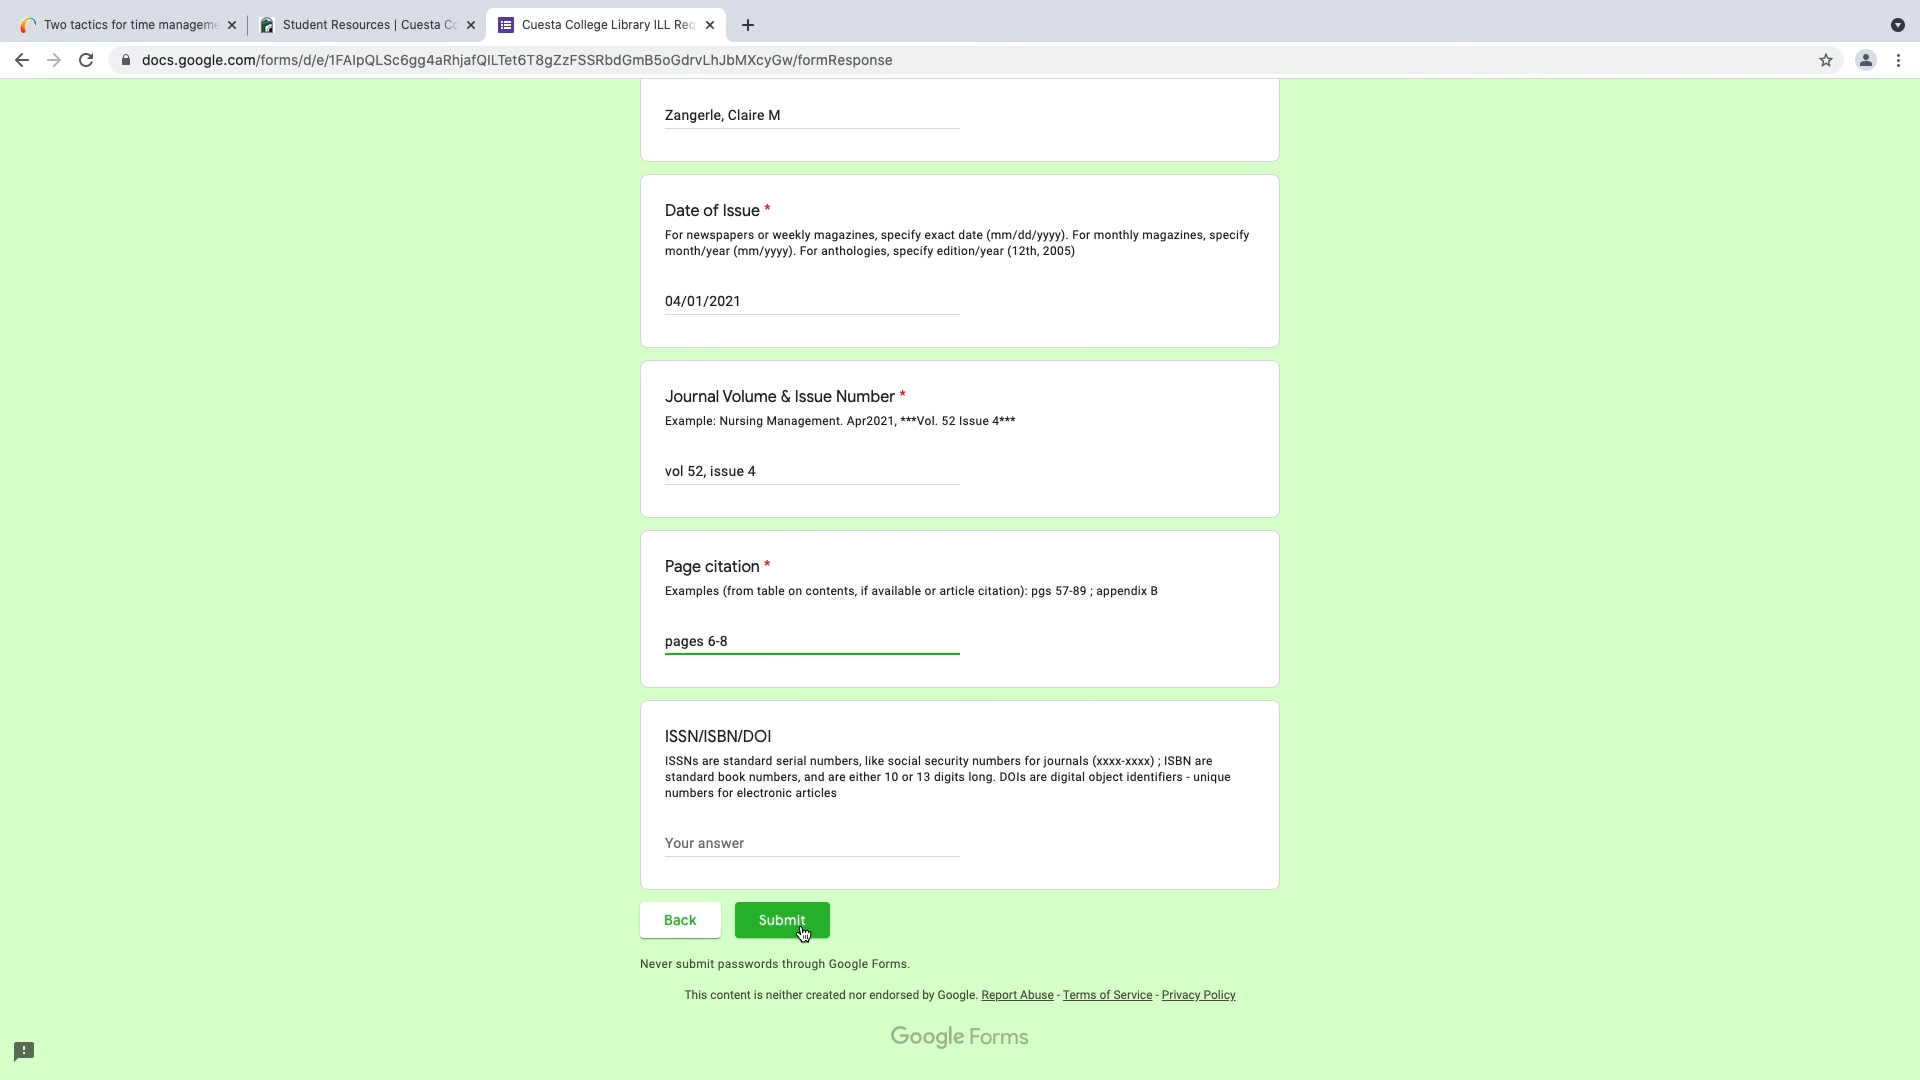 Two tactics for time manageme
Student Resources | Cuesta Co
Cuesta College Library ILL Req
docs.google.com/forms/d/e/1FAIpQLSc6gg4aRhjafQILTet6T8gZzFSSRbdGmB5oGdrvLhJbMXcyGw/formResponse
Zangerle, Claire M
Date of Issue *
For newspapers or weekly magazines, specify exact date (mm/dd/yyyy). For monthly magazines, specify
month/year (mm/yyyy). For anthologies, specify edition/year (12th, 2005)
04/01/2021
Journal Volume & Issue Number *
Example: Nursing Management. Apr2021, ***Vol. 52 Issue 4***
vol 52, issue 4
Page citation *
Examples (from table on contents, if available or article citation): pgs 57-89 ; appendix B
pages 6-8
ISSN/ISBN/DOI
ISSNs are standard serial numbers, like social security numbers for journals (xxxx-xxxx) ; ISBN are
standard book numbers, and are either 10 or 13 digits long. DOIs are digital object identifiers - unique
numbers for electronic articles
Your answer
Back
Submit
Never submit passwords through Google Forms.
This content is neither created nor endorsed by Google. Report Abuse - Terms of Service - Privacy Policy
Google Forms